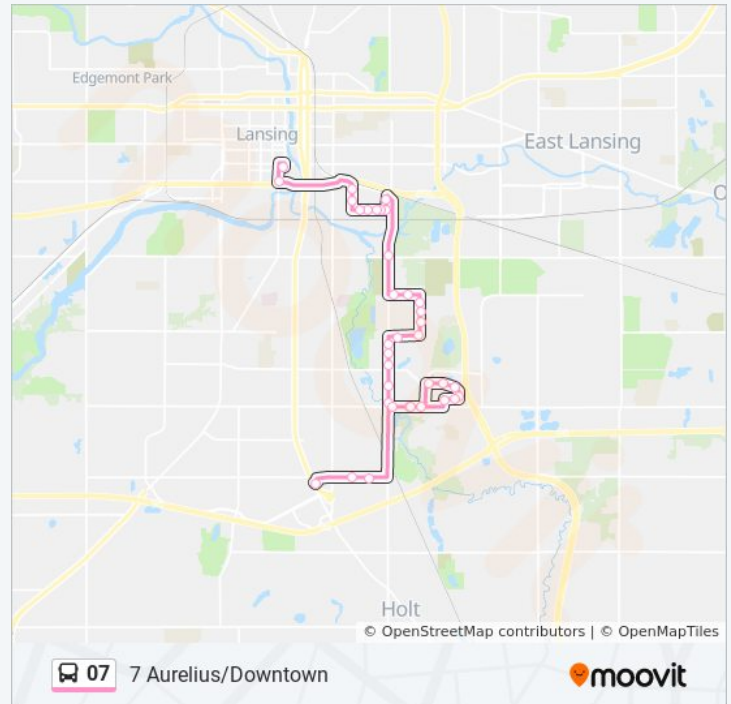 Edgemont Park
Lansing
East Lansing
O
Holt
© OpenStreetMap contributors | © OpenMapTiles
07 7 Aurelius/Downtown
moovit